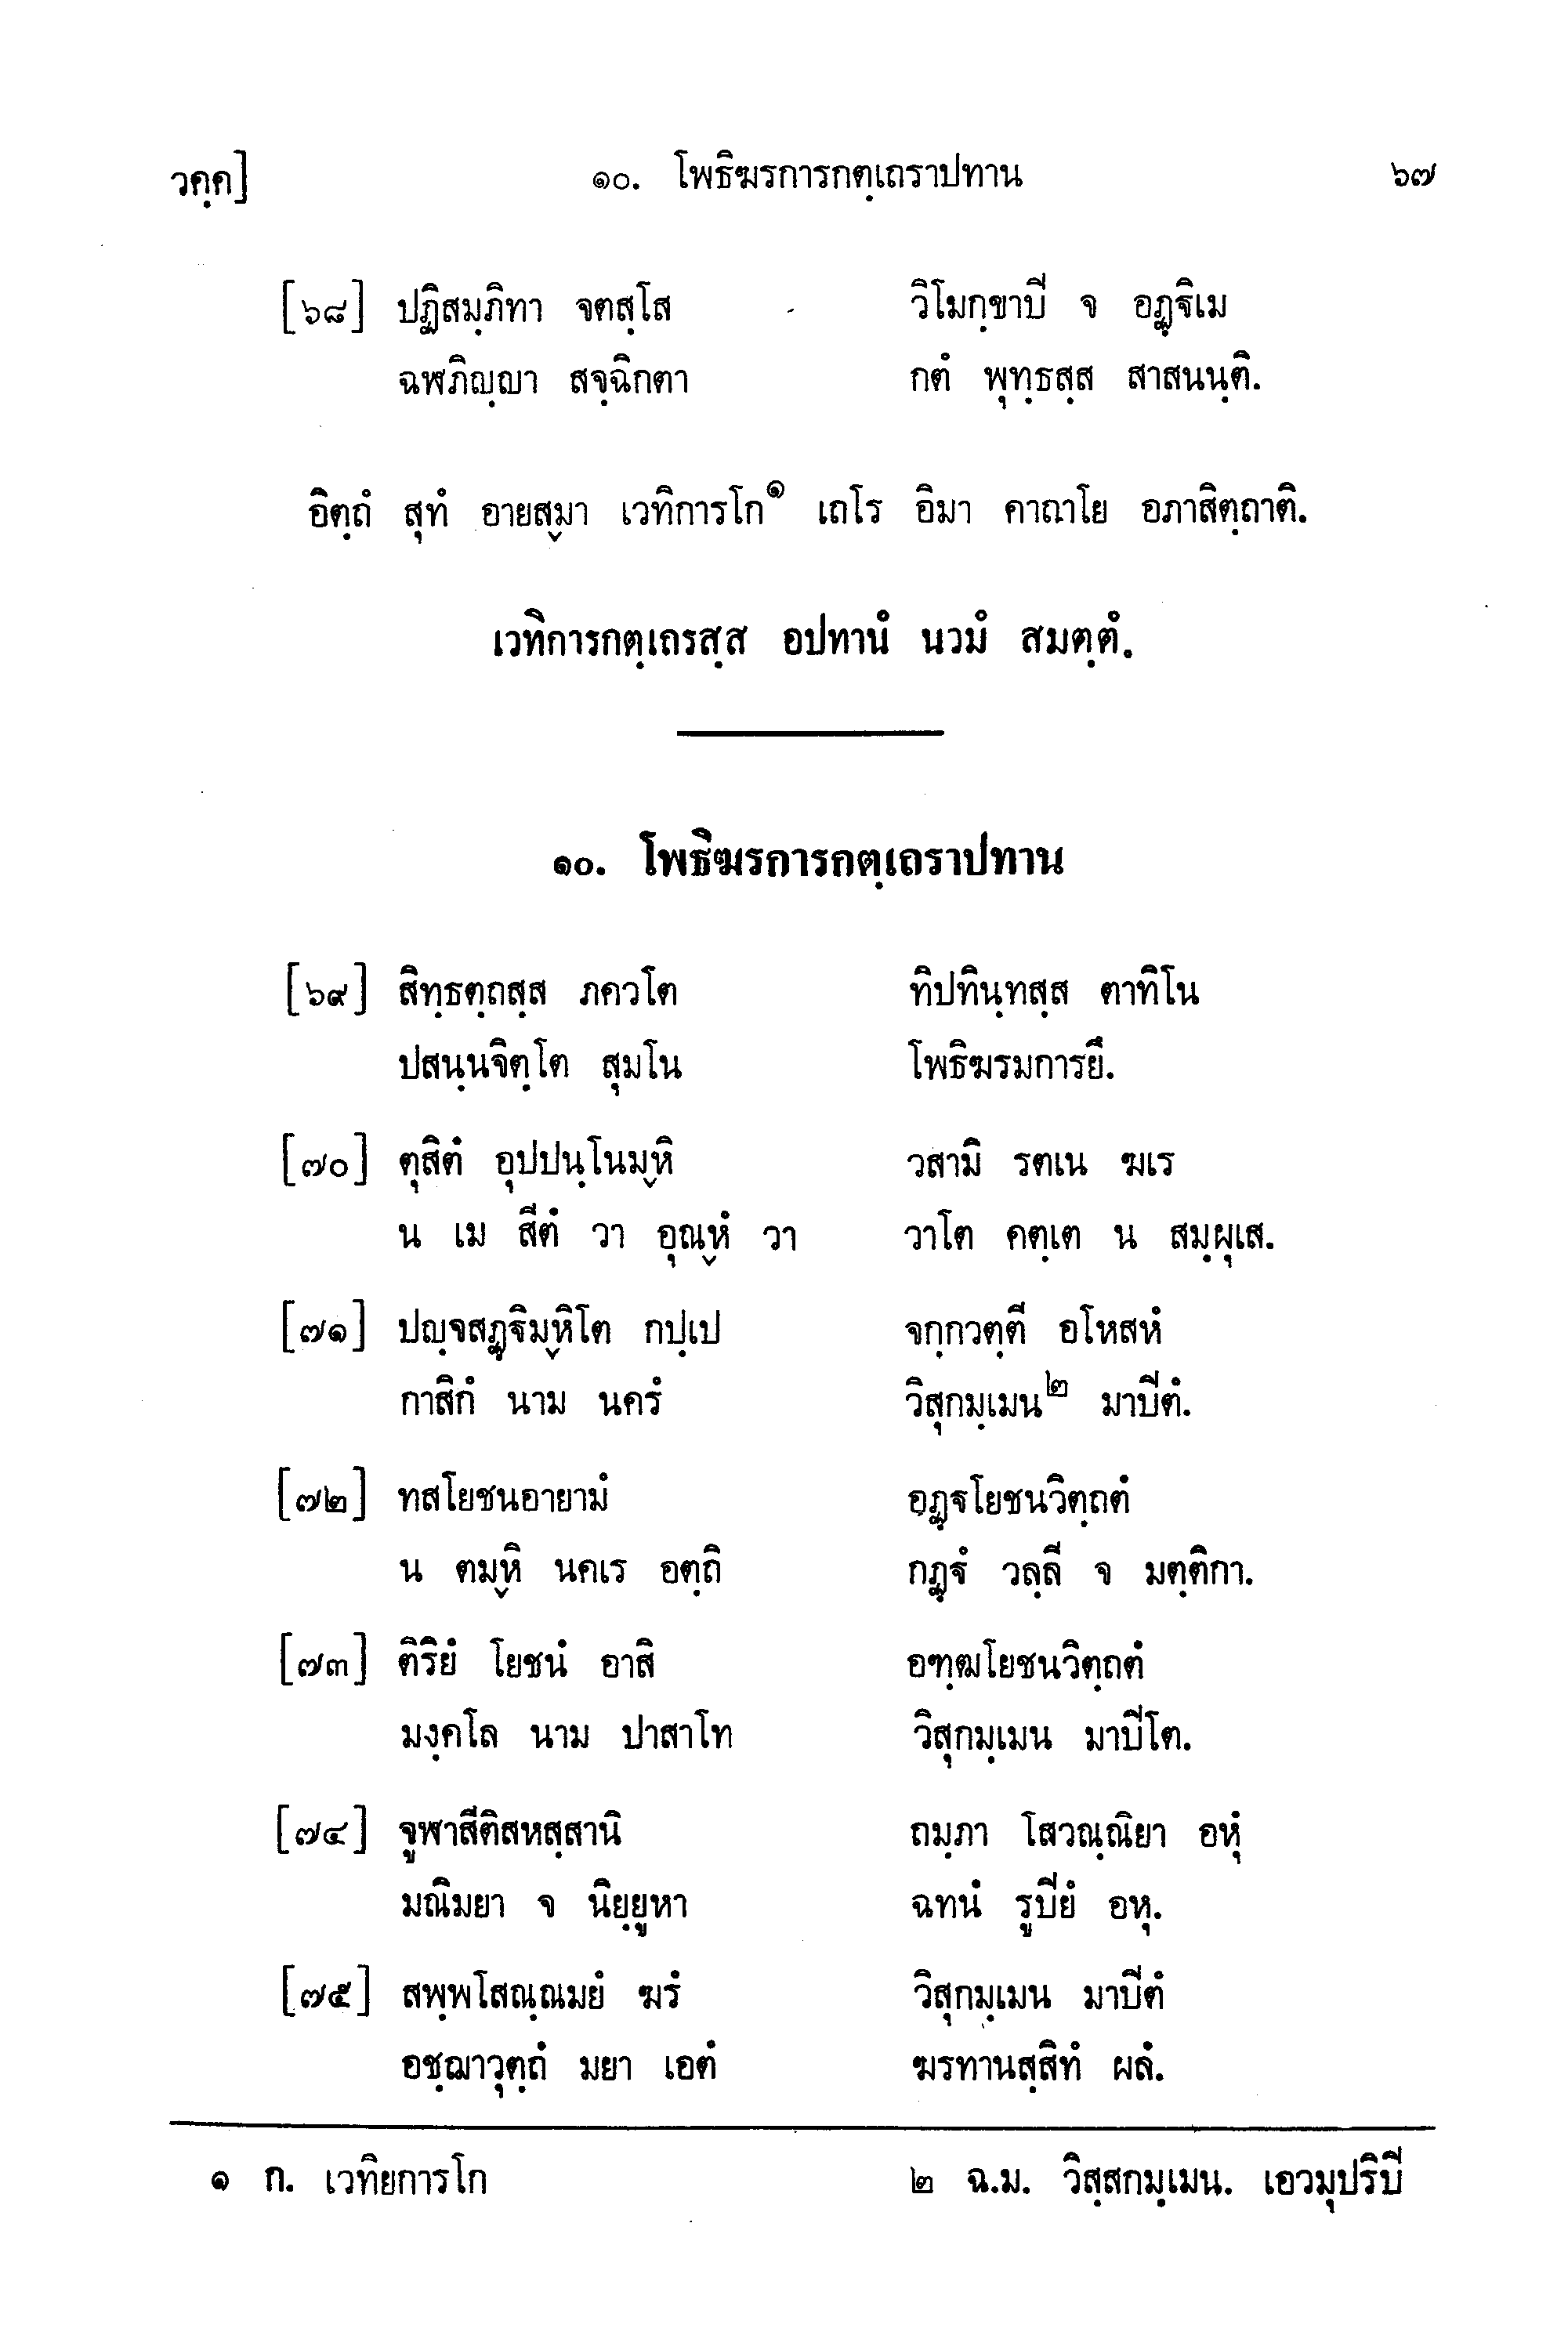 วคฺค] ๑๐. โพธิฆรการกตฺเถราปทาน ๖๗
[๖๘] ปฏิสมฺภิทา จตสฺโส วิโมกฺขาปิ จ อฏฺฐิเม
ฉฬภิญฺญา สจฺฉิกตา กตํ พุทฺธสฺส สาสนนฺติ.
อิตฺถํ สุทํ อายสฺมา เวทิการโก๑ เถโร อิมา คาถาโย อภาสิตฺถาติ.
เวทิการกตฺเถรสฺส อปทานํ นวมํ สมตฺตํ.
๑๐. โพธิฆรการกตฺเถราปทาน
[๖๙] สิทฺธตฺถสฺส ภควโต ทิปทินฺทสฺส ตาทิโน
ปสนฺนจิตฺโต สุมโน โพธิฆรมการยึ.
[๗๐] ตุสิตํ อุปปนฺโนมฺหิ วสามิ รตเน ฆเร
น เม สีตํ วา อุณฺหํ วา วาโต คตฺเต น สมฺผุเส.
[๗๑] ปญฺจสฏฺฐิมฺหิโต กปฺเป จกฺกวตฺตี อโหสหํ
กาสิกํ นาม นครํ วิสุกมฺเมน๒ มาปิตํ.
[๗๒] ทสโยชนอายามํ อฏฺฐโยชนวิตฺถตํ
น ตมฺหิ นคเร อตฺถิ กฏฺฐํ วลฺลี จ มตฺติกา.
[๗๓] ติริยํ โยชนํ อาสิ อฑฺฒโยชนวิตฺถตํ
มงฺคโล นาม ปาสาโท วิสุกมฺเมน มาปิโต.
[๗๔] จูฬาสีติสหสฺสานิ ถมฺภา โสวณฺณิยา อหุํ
มณิมยา จ นิยฺยูหา ฉทนํ รูปิยํ อหุ.
[๗๕] สพฺพโสณฺณมยํ ฆรํ วิสุกมฺเมน มาปิตํ
อชฺฌาวุตฺถํ มยา เอตํ ฆรทานสฺสิทํ ผลํ.
๑ ก. เวทิยการโก ๒ ฉ.ม. วิสฺสกมฺเมน. เอวมุปริปิ